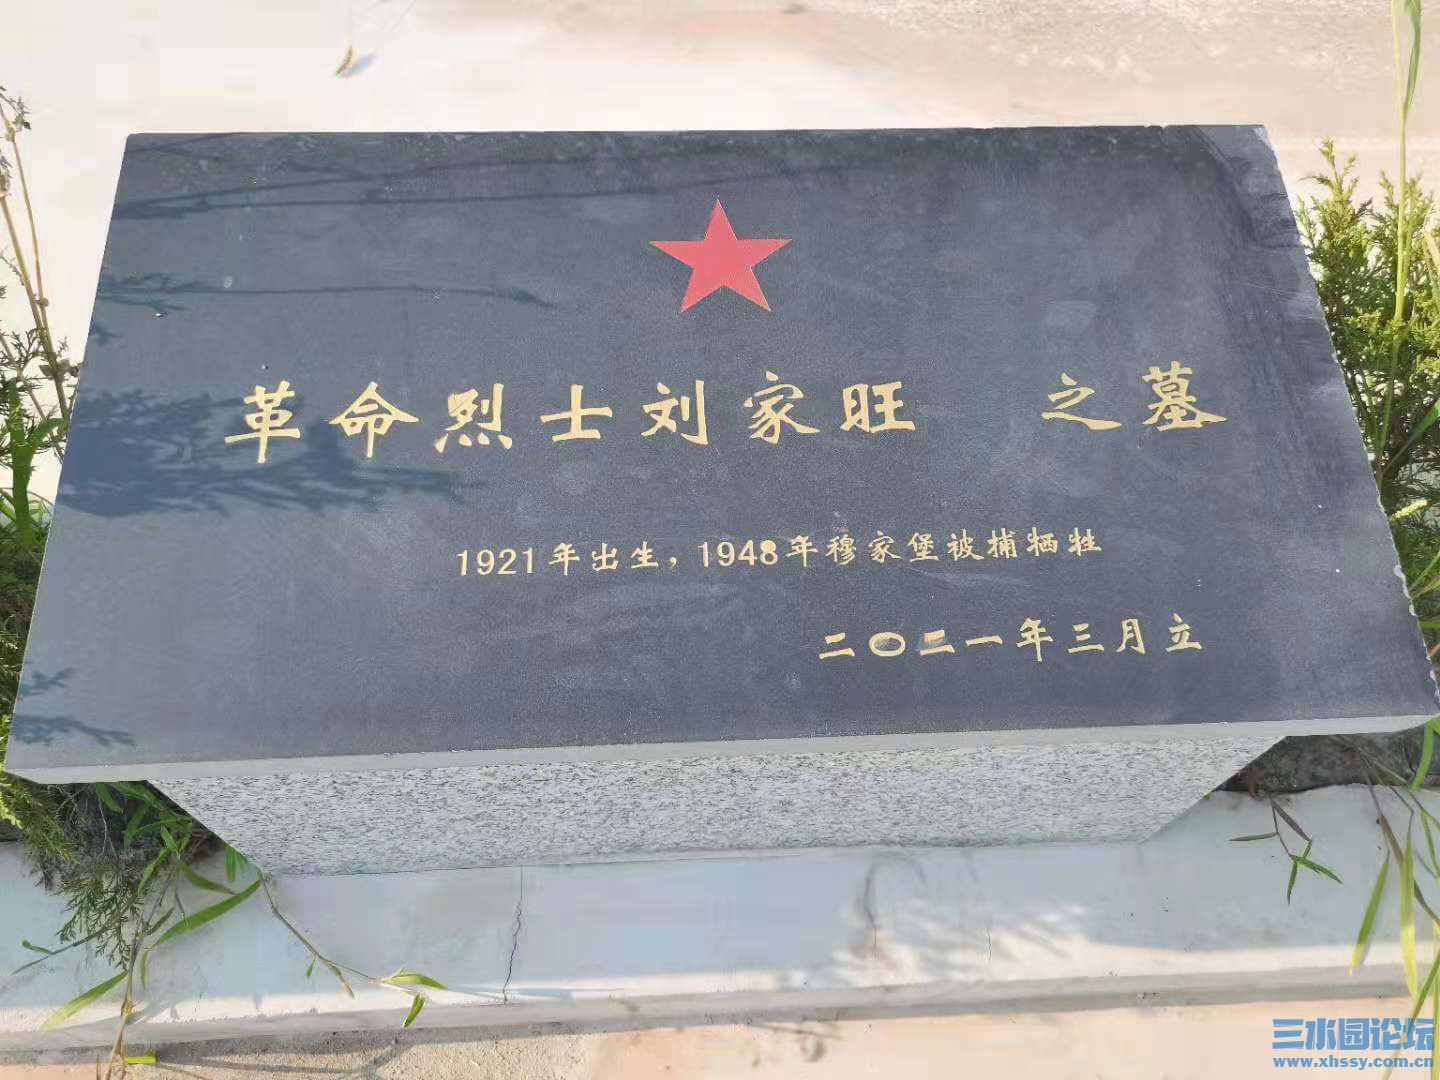 革命烈士刘家旺 之墓
1921年出生，1948年穆家堡被捕牺牲
二〇二一年三月立
三水园论坛
www.xhssy.com.cn